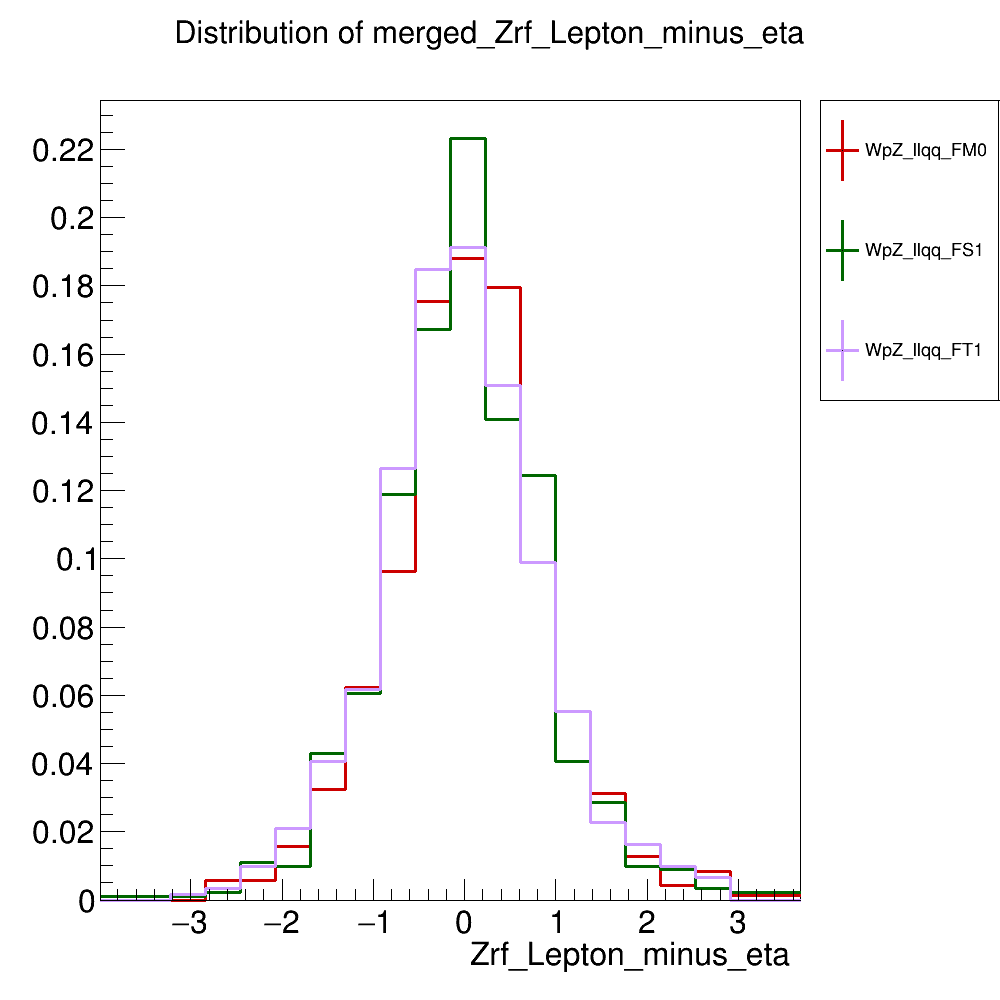 Distribution of merged_Zrf_Lepton_minus_eta
0.22
0.2
0.18
0.16
0.14
0.12
0.1
0.08
0.06
0.04
0.02
0
−3 −2 −1 0 1 2 3
Zrf_Lepton_minus_eta
WpZ_llqq_FM0
WpZ_llqq_FS1
WpZ_llqq_FT1